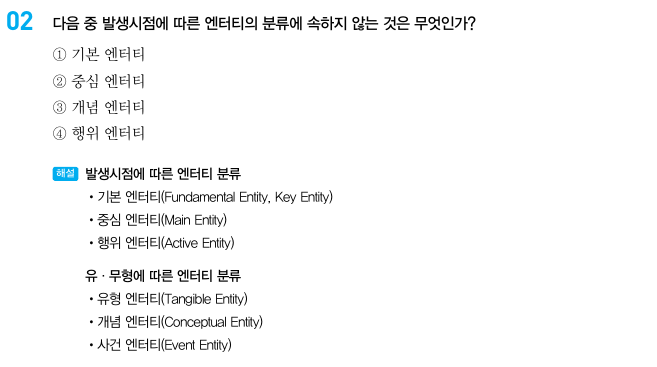 02 다음 중 발생시점에 따른 엔터티의 분류에 속하지 않는 것은 무엇인가?
① 기본 엔터티
② 중심 엔터티
③ 개념 엔터티
④ 행위 엔터티
해설 발생시점에 따른 엔터티 분류
• 기본 엔터티(Fundamental Entity, Key Entity)
• 중심 엔터티(Main Entity)
• 행위 엔터티(Active Entity)
유 · 무형에 따른 엔터티 분류
• 유형 엔터티(Tangible Entity)
• 개념 엔터티(Conceptual Entity)
• 사건 엔터티(Event Entity)